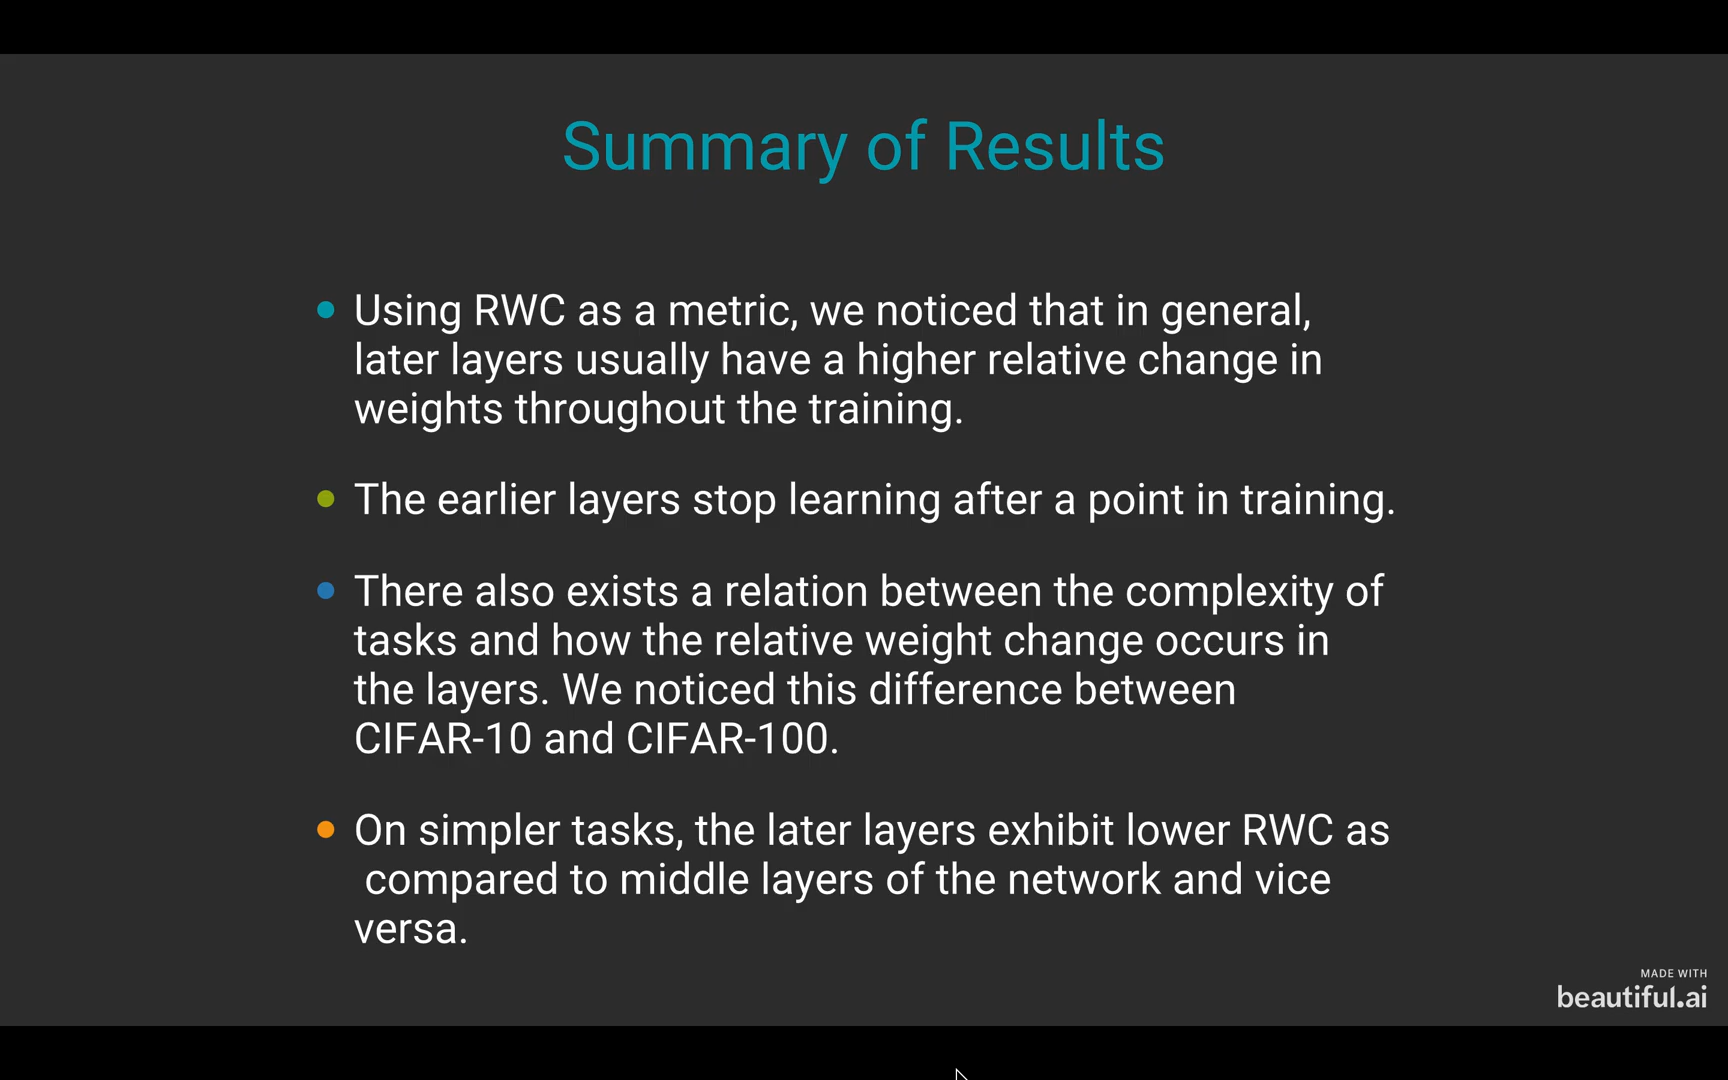 Summary of Results
Using RWC as a metric, we noticed that in general,
later layers usually have a higher relative change in
weights throughout the training.
The earlier layers stop learning after a point in training.
There also exists a relation between the complexity of
tasks and how the relative weight change occurs in
the layers. We noticed this difference between
CIFAR-10 and CIFAR-100.
On simpler tasks, the later layers exhibit lower RWC as
compared to middle layers of the network and vice
versa.
MADE WITH
beautiful.ai